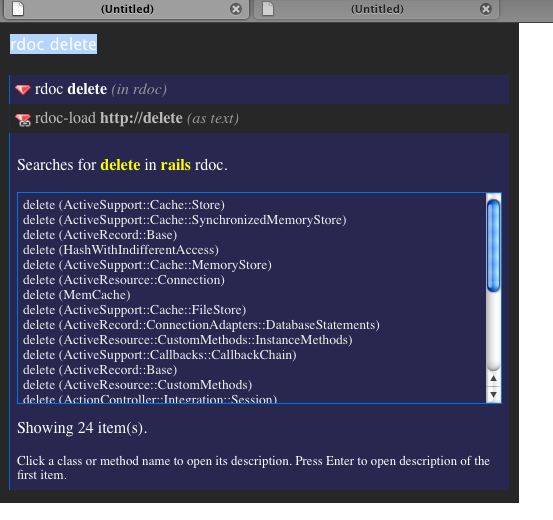 (Untitled)
(Untitled)
rdoc delete
rdoc delete (in rdoc)
rdoc-load http://delete (as text)
Searches for delete in rails rdoc.
delete (ActiveSupport::Cache::Store)
delete (ActiveSupport::Cache::SynchronizedMemoryStore)
delete (ActiveRecord::Base)
delete (HashWithIndifferentAccess)
delete (ActiveSupport::Cache::MemoryStore)
delete (ActiveResource::Connection)
delete (MemCache)
delete (ActiveSupport::Cache::FileStore)
delete (ActiveRecord::ConnectionAdapters::DatabaseStatements)
delete (ActiveResource::CustomMethods::InstanceMethods)
delete (ActiveSupport::Callbacks::CallbackChain)
delete (ActiveRecord::Base)
delete (ActiveResource::CustomMethods)
delete (ActionController::Integration::Session)
Showing 24 item(s).
Click a class or method name to open its description. Press Enter to open description of the
first item.